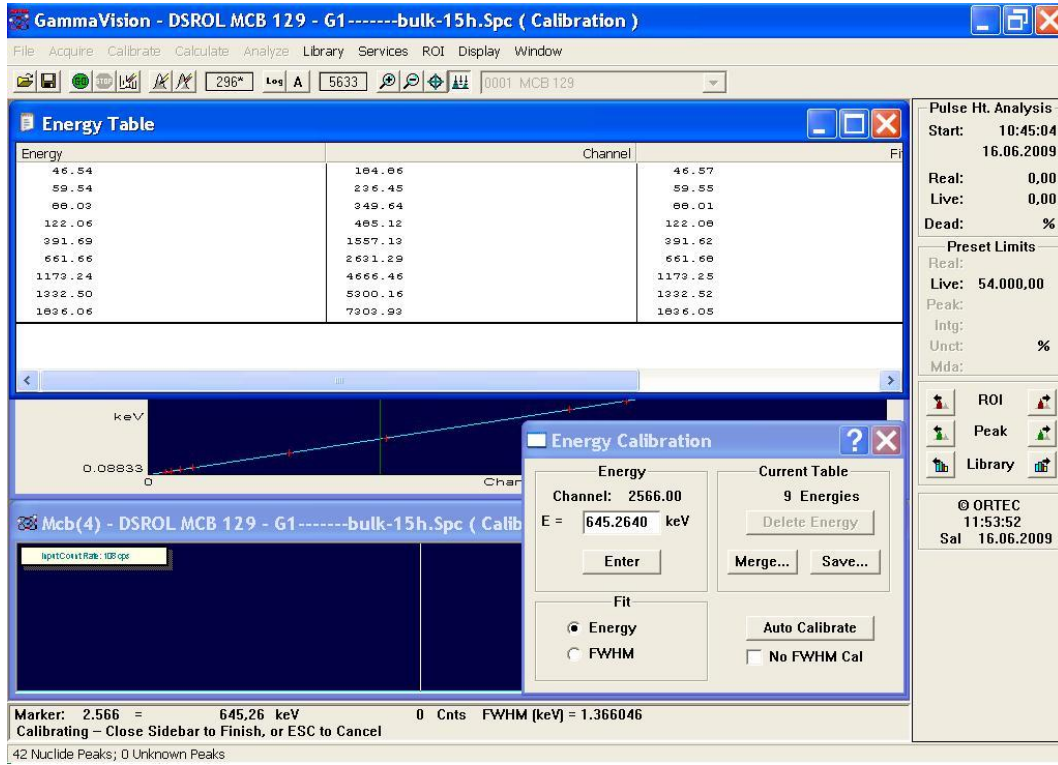 GammaVision - DSROL MCB 129 - G1-------bulk-15h.Spc ( Calibration )
File Acquire Calibrate Calculate Analyze Library Services ROI Display Window
GO STOP 296* Log A 5633 0001 MCB 129
Energy Table
Energy Channel Fi
46.54 184.86 46.57
59.54 236.45 59.55
88.03 349.64 88.01
122.06 485.12 122.08
391.69 1557.13 391.62
661.66 2631.29 661.68
1173.24 4666.46 1173.25
1332.50 5300.16 1332.52
1836.06 7303.93 1836.05
keV
0.08833
0
Chan
Mcb(4) - DSROL MCB 129 - G1-------bulk-15h.Spc ( Calib
Input Count Rate: 108 cps
Energy Calibration
Energy
Channel: 2566.00
E = 645.2640 keV
Enter
Current Table
9 Energies
Delete Energy
Merge... Save...
Fit
Energy
FWHM
Auto Calibrate
No FWHM Cal
Pulse Ht. Analysis
Start: 10:45:04
16.06.2009
Real: 0,00
Live: 0,00
Dead: %
Preset Limits
Real:
Live: 54.000,00
Peak:
Intg:
Unct: %
Mda:
ROI
Peak
Library
© ORTEC
11:53:52
Sal 16.06.2009
Marker: 2.566 = 645,26 keV 0 Cnts FWHM (keV) = 1.366046
Calibrating – Close Sidebar to Finish, or ESC to Cancel
42 Nuclide Peaks; 0 Unknown Peaks